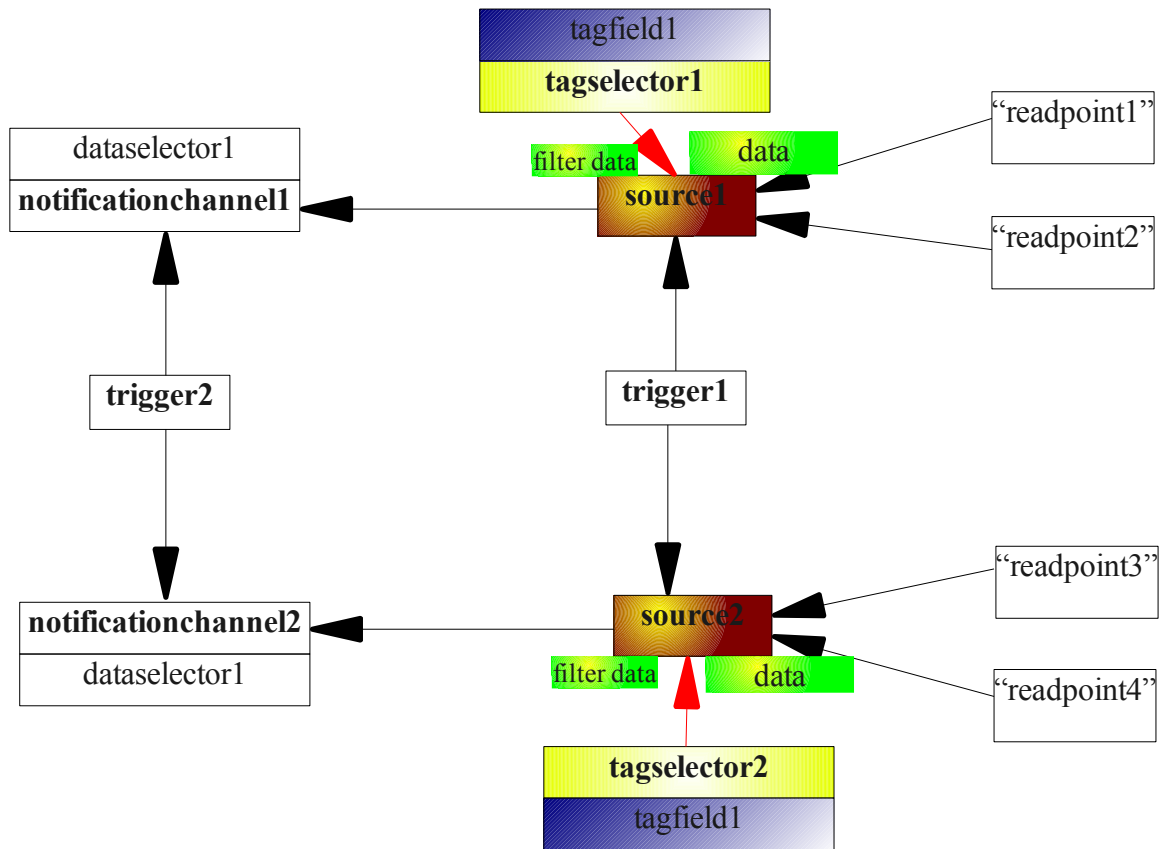 tagfield1
tagselector1
“readpoint1”
dataselector1
notificationchannel1
filter data
data
source1
“readpoint2”
trigger2
trigger1
“readpoint3”
notificationchannel2
dataselector1
source2
filter data
data
“readpoint4”
tagselector2
tagfield1